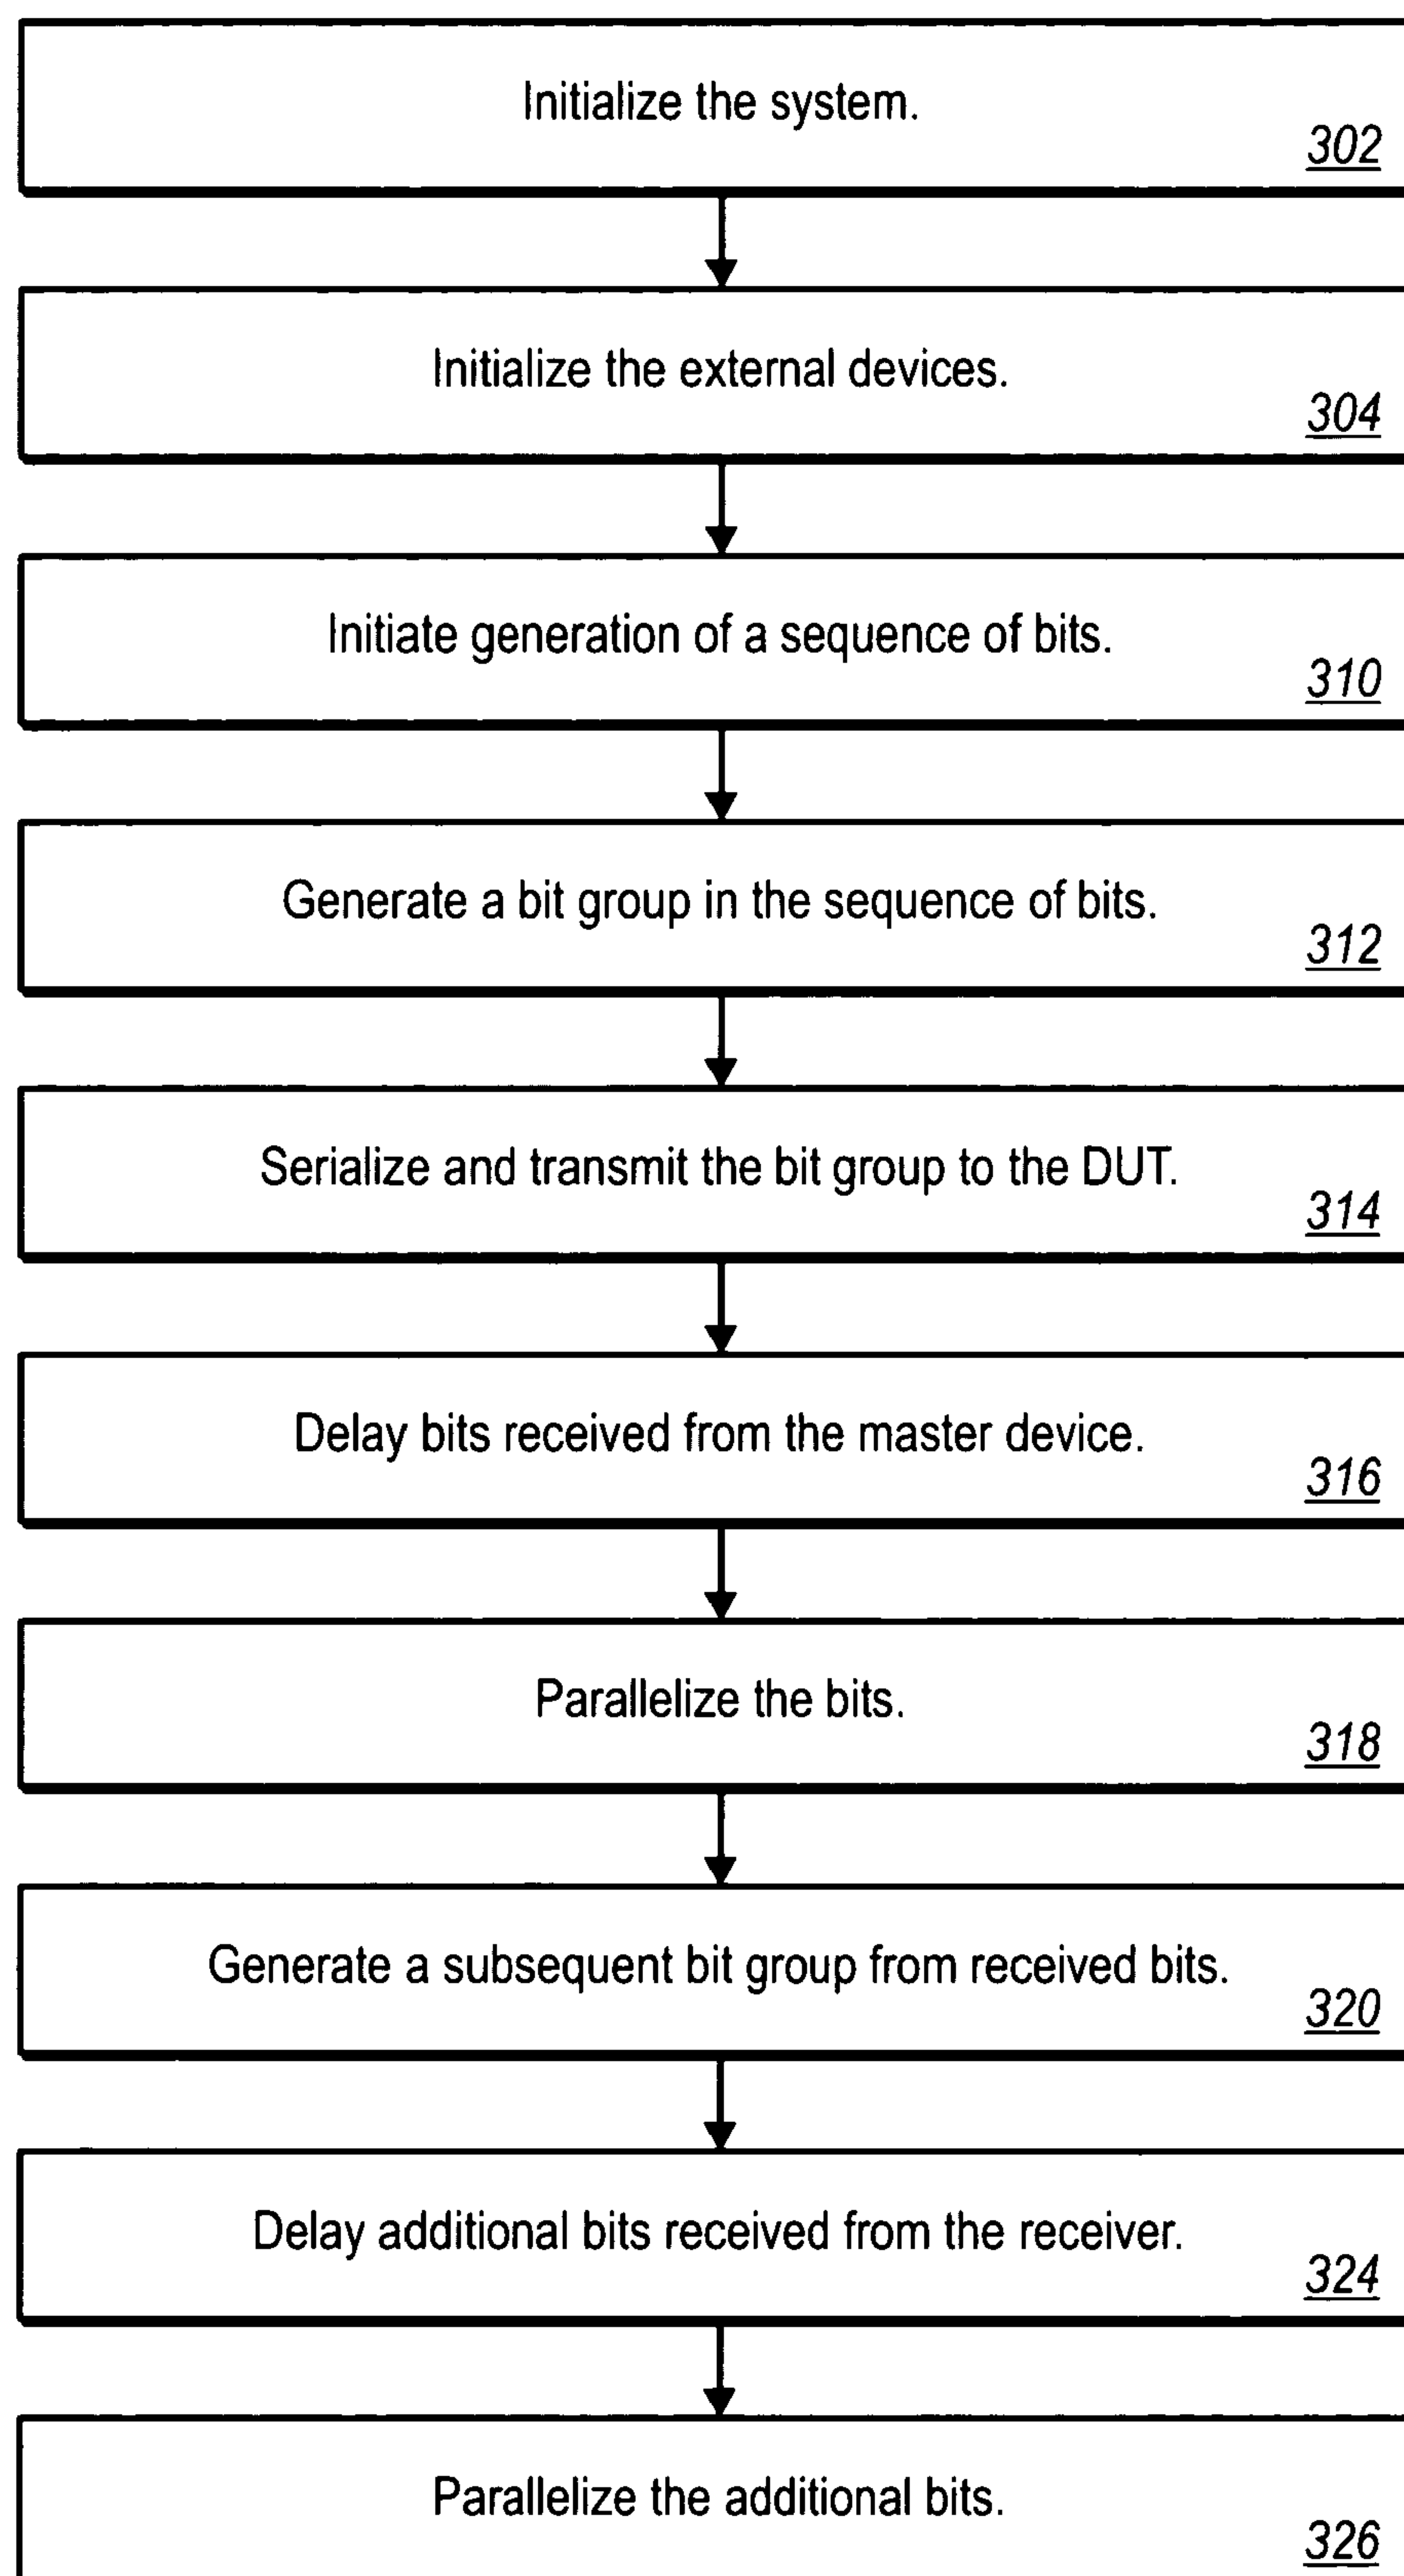 Initialize the system.
302
Initialize the external devices.
304
Initiate generation of a sequence of bits.
310
Generate a bit group in the sequence of bits.
312
Serialize and transmit the bit group to the DUT.
314
Delay bits received from the master device.
316
Parallelize the bits.
318
Generate a subsequent bit group from received bits.
320
Delay additional bits received from the receiver.
324
Parallelize the additional bits.
326